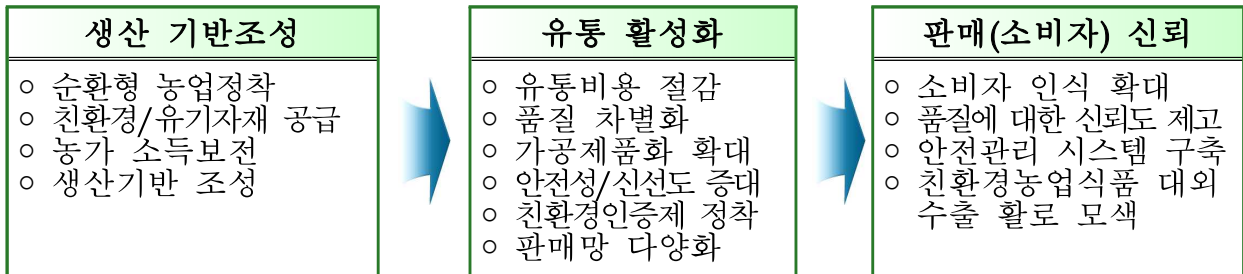 생산 기반조성
○ 순환형 농업정착
○ 친환경/유기자재 공급
○ 농가 소득보전
○ 생산기반 조성
유통 활성화
○ 유통비용 절감
○ 품질 차별화
○ 가공제품화 확대
○ 안전성/신선도 증대
○ 친환경인증제 정착
○ 판매망 다양화
판매(소비자) 신뢰
○ 소비자 인식 확대
○ 품질에 대한 신뢰도 제고
○ 안전관리 시스템 구축
○ 친환경농업식품 대외
수출 활로 모색